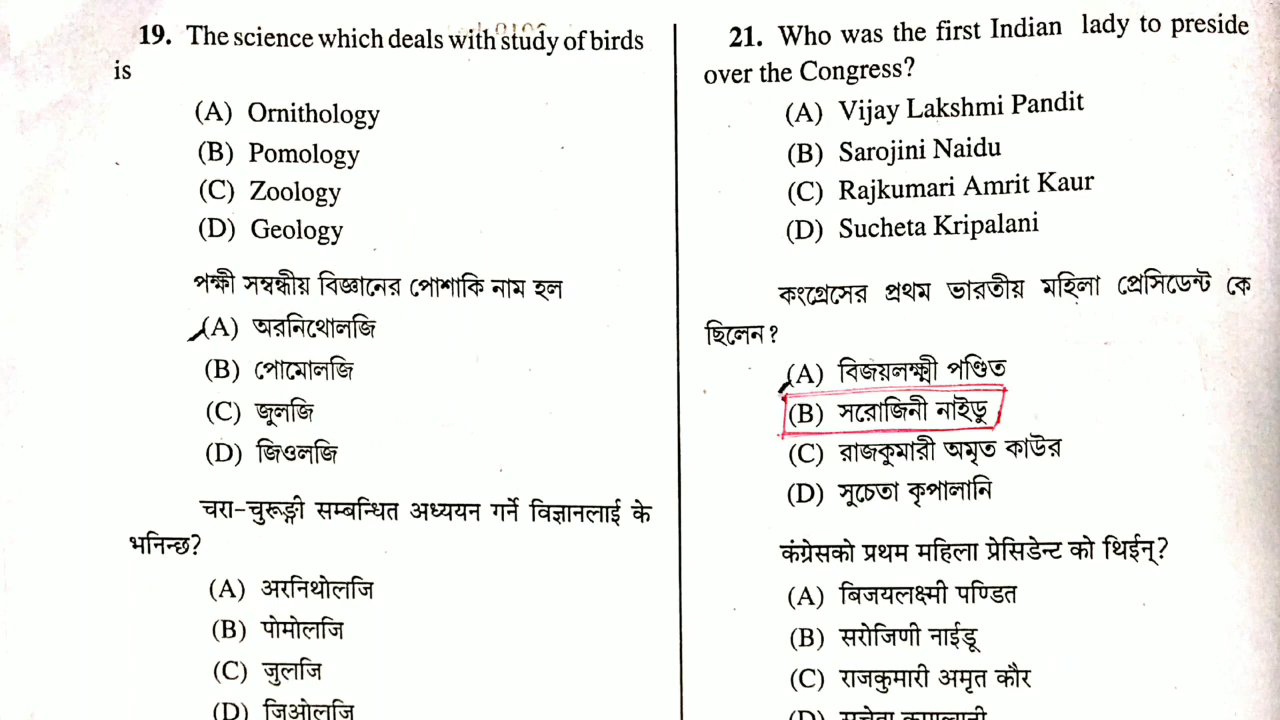 19. The science which deals with study of birds
is
(A) Ornithology
(B) Pomology
(C) Zoology
(D) Geology
পক্ষী সম্বন্ধীয় বিজ্ঞানের পোশাকি নাম হল
(A) অরনিথোলজি
(B) পোমোলজি
(C) জূলজি
(D) জিওলজি
चरा-चुरूङ्गी सम्बन्धित अध्ययन गर्ने विज्ञानलाई के
भनिन्छ?
(A) अरनिथोलजि
(B) पोमोलजि
(C) जुलजि
(D) जिओलजि
21. Who was the first Indian lady to preside
over the Congress?
(A) Vijay Lakshmi Pandit
(B) Sarojini Naidu
(C) Rajkumari Amrit Kaur
(D) Sucheta Kripalani
কংগ্রেসের প্রথম ভারতীয় মহিলা প্রেসিডেন্ট কে
ছিলেন?
(A) বিজয়লক্ষ্মী পণ্ডিত
(B) সরোজিনী নাইডু
(C) রাজকুমারী অমৃত কাউর
(D) সূচেতা কৃপালানি
कंग्रेसको प्रथम महिला प्रेसिडेन्ट को थिईन्?
(A) बिजयलक्ष्मी पण्डित
(B) सरोजिणी नाईडू
(C) राजकुमारी अमृत कौर
(D)